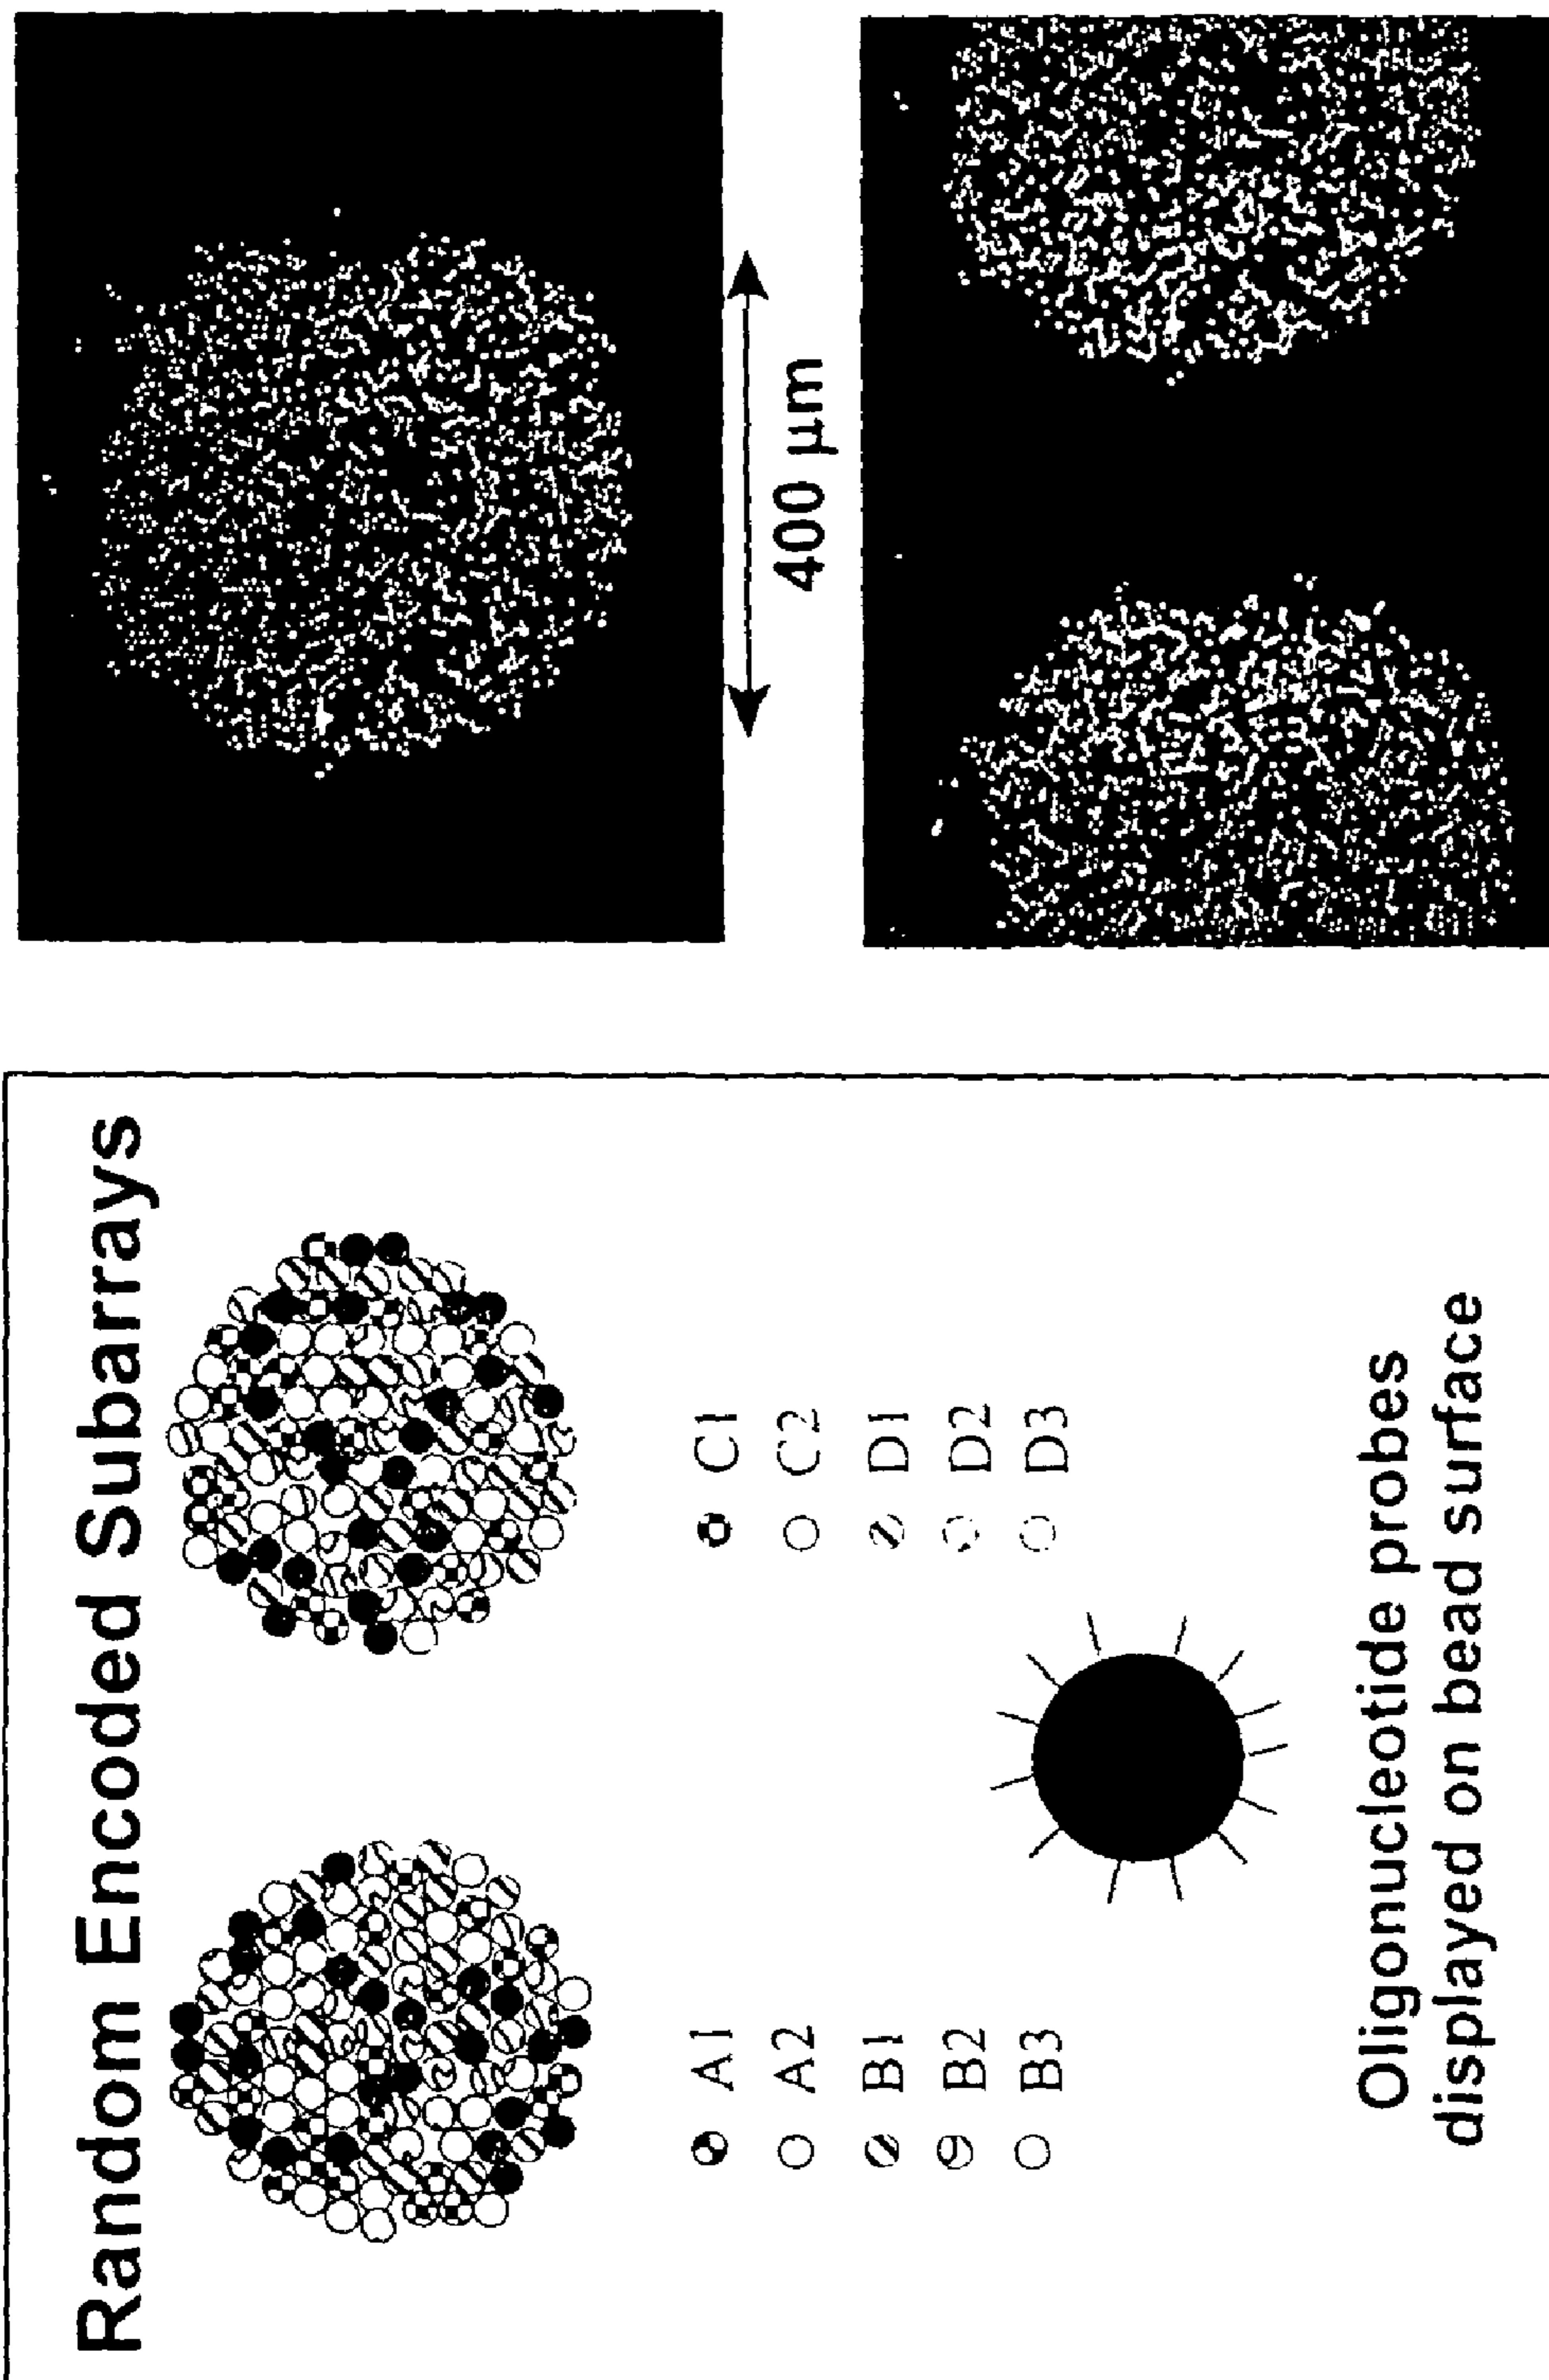 Random Encoded Subarrays
A1
A2
B1
B2
B3
C1
C2
D1
D2
D3
Oligonucleotide probes
displayed on bead surface
400 µm